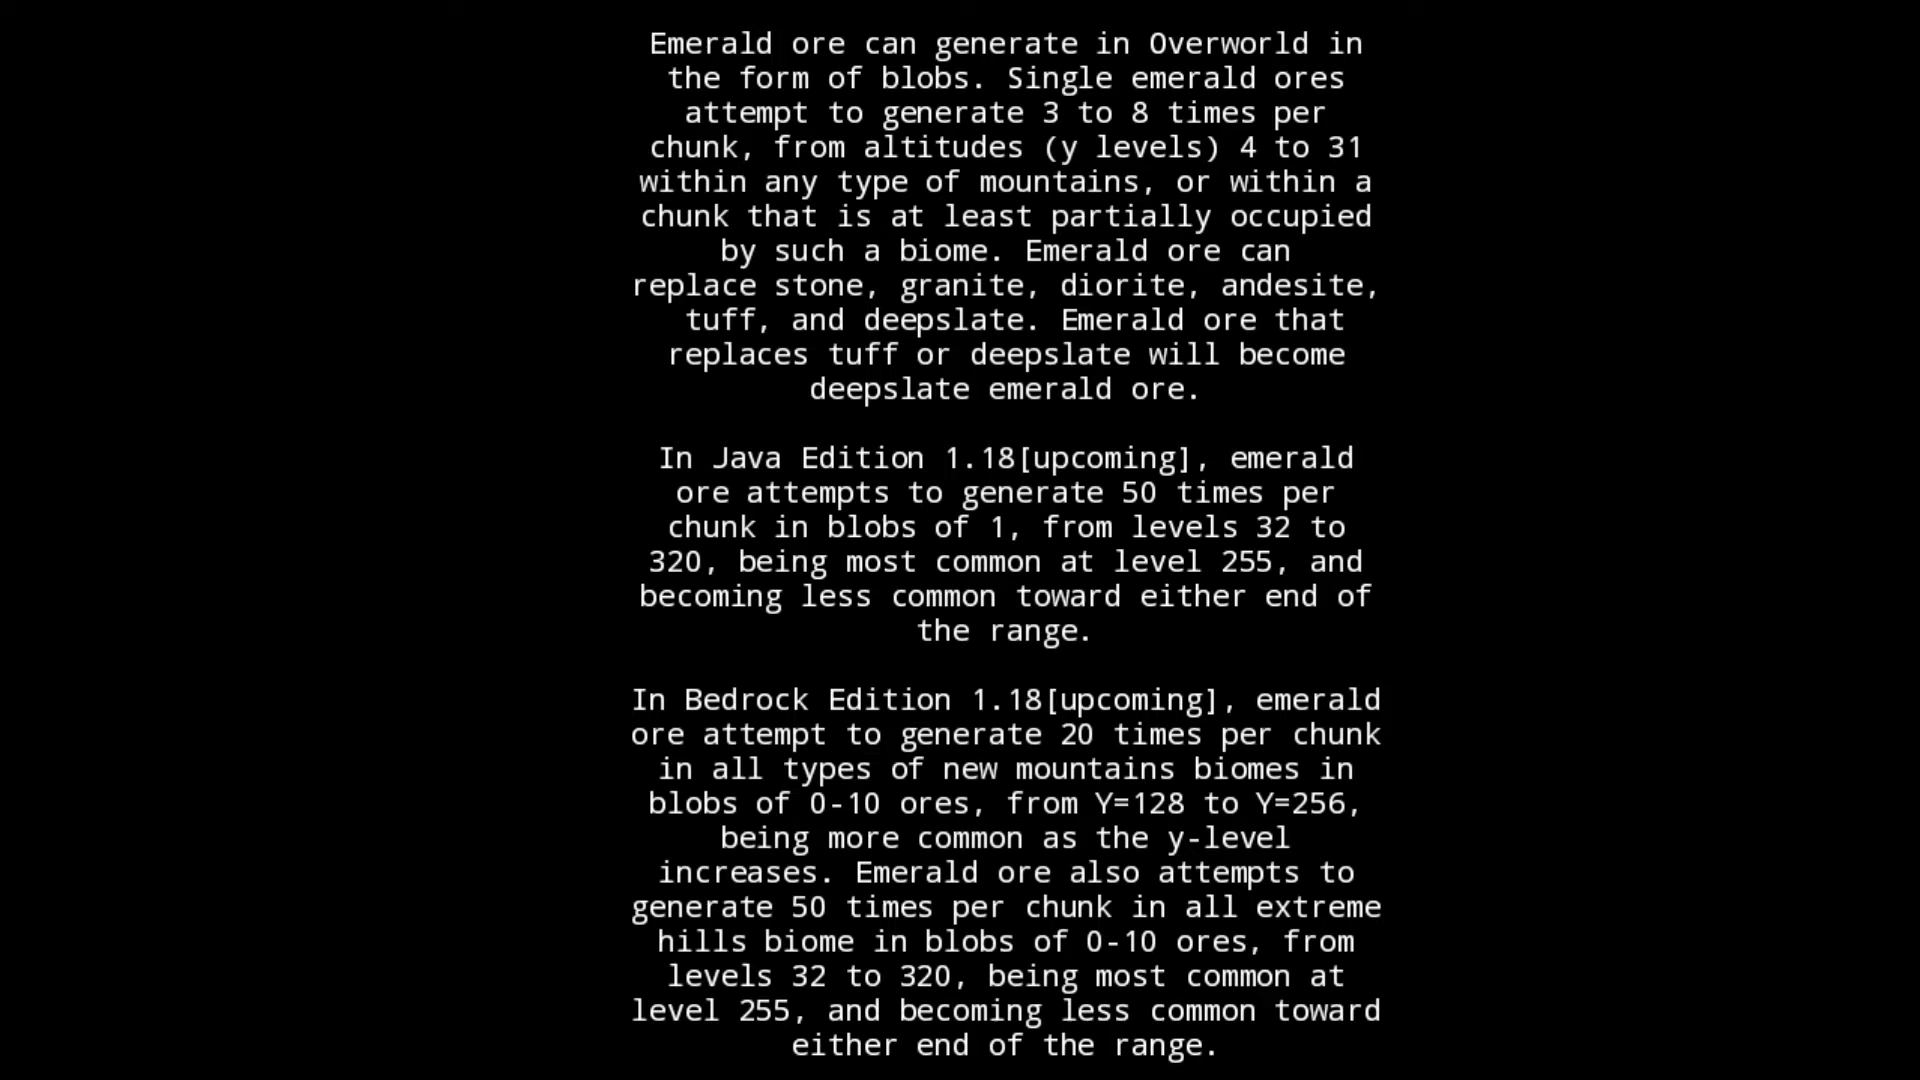 Emerald ore can generate in Overworld in
the form of blobs. Single emerald ores
attempt to generate 3 to 8 times per
chunk, from altitudes (y levels) 4 to 31
within any type of mountains, or within a
chunk that is at least partially occupied
by such a biome. Emerald ore can
replace stone, granite, diorite, andesite,
tuff, and deepslate. Emerald ore that
replaces tuff or deepslate will become
deepslate emerald ore.
In Java Edition 1.18[upcoming], emerald
ore attempts to generate 50 times per
chunk in blobs of 1, from levels 32 to
320, being most common at level 255, and
becoming less common toward either end of
the range.
In Bedrock Edition 1.18[upcoming], emerald
ore attempt to generate 20 times per chunk
in all types of new mountains biomes in
blobs of 0-10 ores, from Y=128 to Y=256,
being more common as the y-level
increases. Emerald ore also attempts to
generate 50 times per chunk in all extreme
hills biome in blobs of 0-10 ores, from
levels 32 to 320, being most common at
level 255, and becoming less common toward
either end of the range.